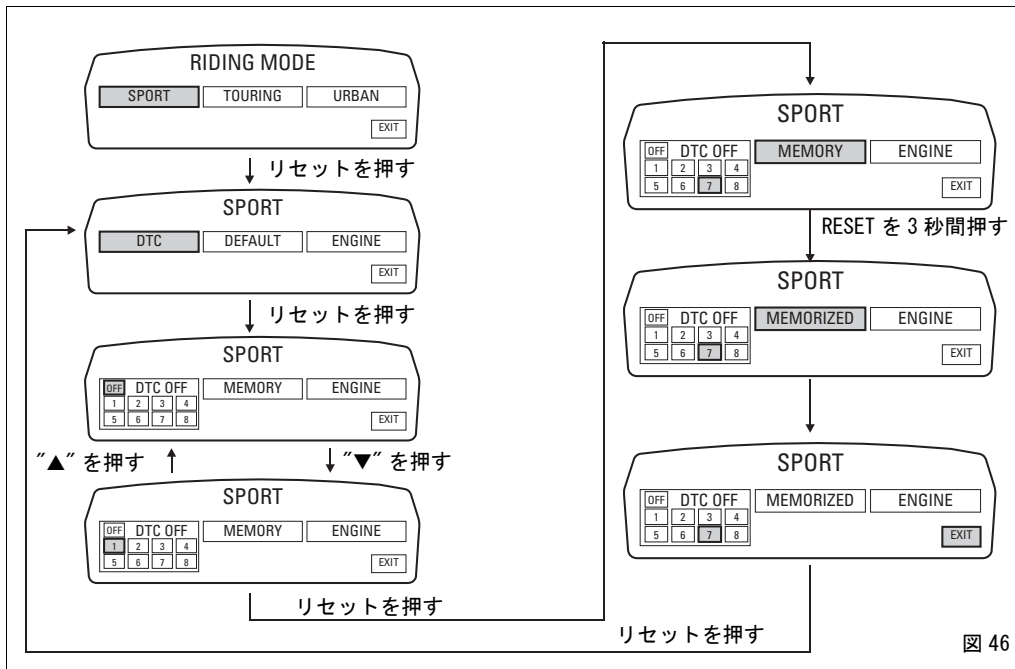 RIDING MODE
SPORT TOURING URBAN
EXIT
リセットを押す
SPORT
DTC DEFAULT ENGINE
EXIT
リセットを押す
SPORT
OFF DTC OFF MEMORY ENGINE
1 2 3 4
5 6 7 8 EXIT
"▲" を押す "▼" を押す
SPORT
OFF DTC OFF MEMORY ENGINE
1 2 3 4
5 6 7 8 EXIT
リセットを押す
SPORT
OFF DTC OFF MEMORY ENGINE
1 2 3 4
5 6 7 8 EXIT
RESET を 3 秒間押す
SPORT
OFF DTC OFF MEMORIZED ENGINE
1 2 3 4
5 6 7 8 EXIT
SPORT
OFF DTC OFF MEMORIZED ENGINE
1 2 3 4
5 6 7 8 EXIT
リセットを押す
図 46